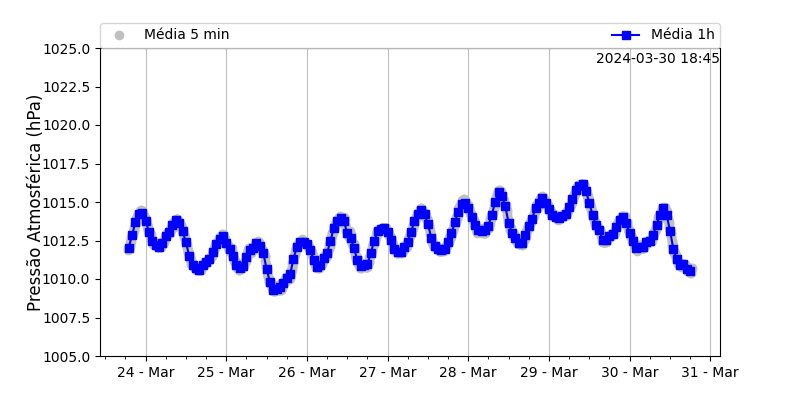 Média 5 min
Média 1h
2024-03-30 18:45
Pressão Atmosférica (hPa)
1025.0
1022.5
1020.0
1017.5
1015.0
1012.5
1010.0
1007.5
1005.0
24 - Mar
25 - Mar
26 - Mar
27 - Mar
28 - Mar
29 - Mar
30 - Mar
31 - Mar